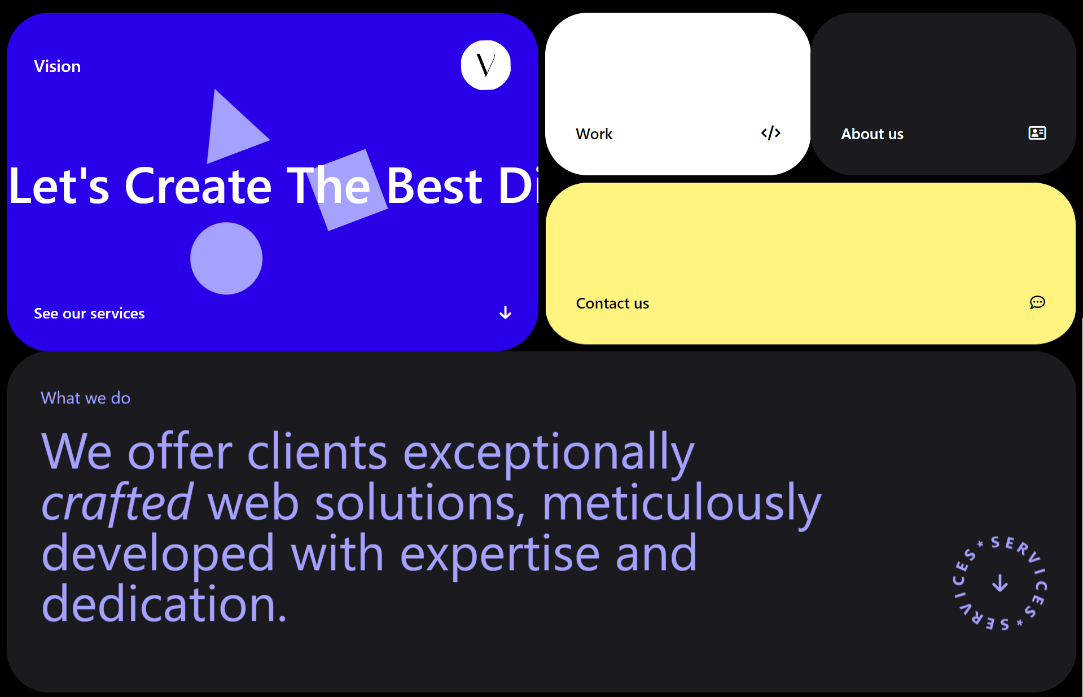 Vision
V
Let's Create The Best Di
See our services
Work
About us
Contact us
What we do
We offer clients exceptionally
crafted web solutions, meticulously
developed with expertise and
dedication.
SERVICES*SERVICES*